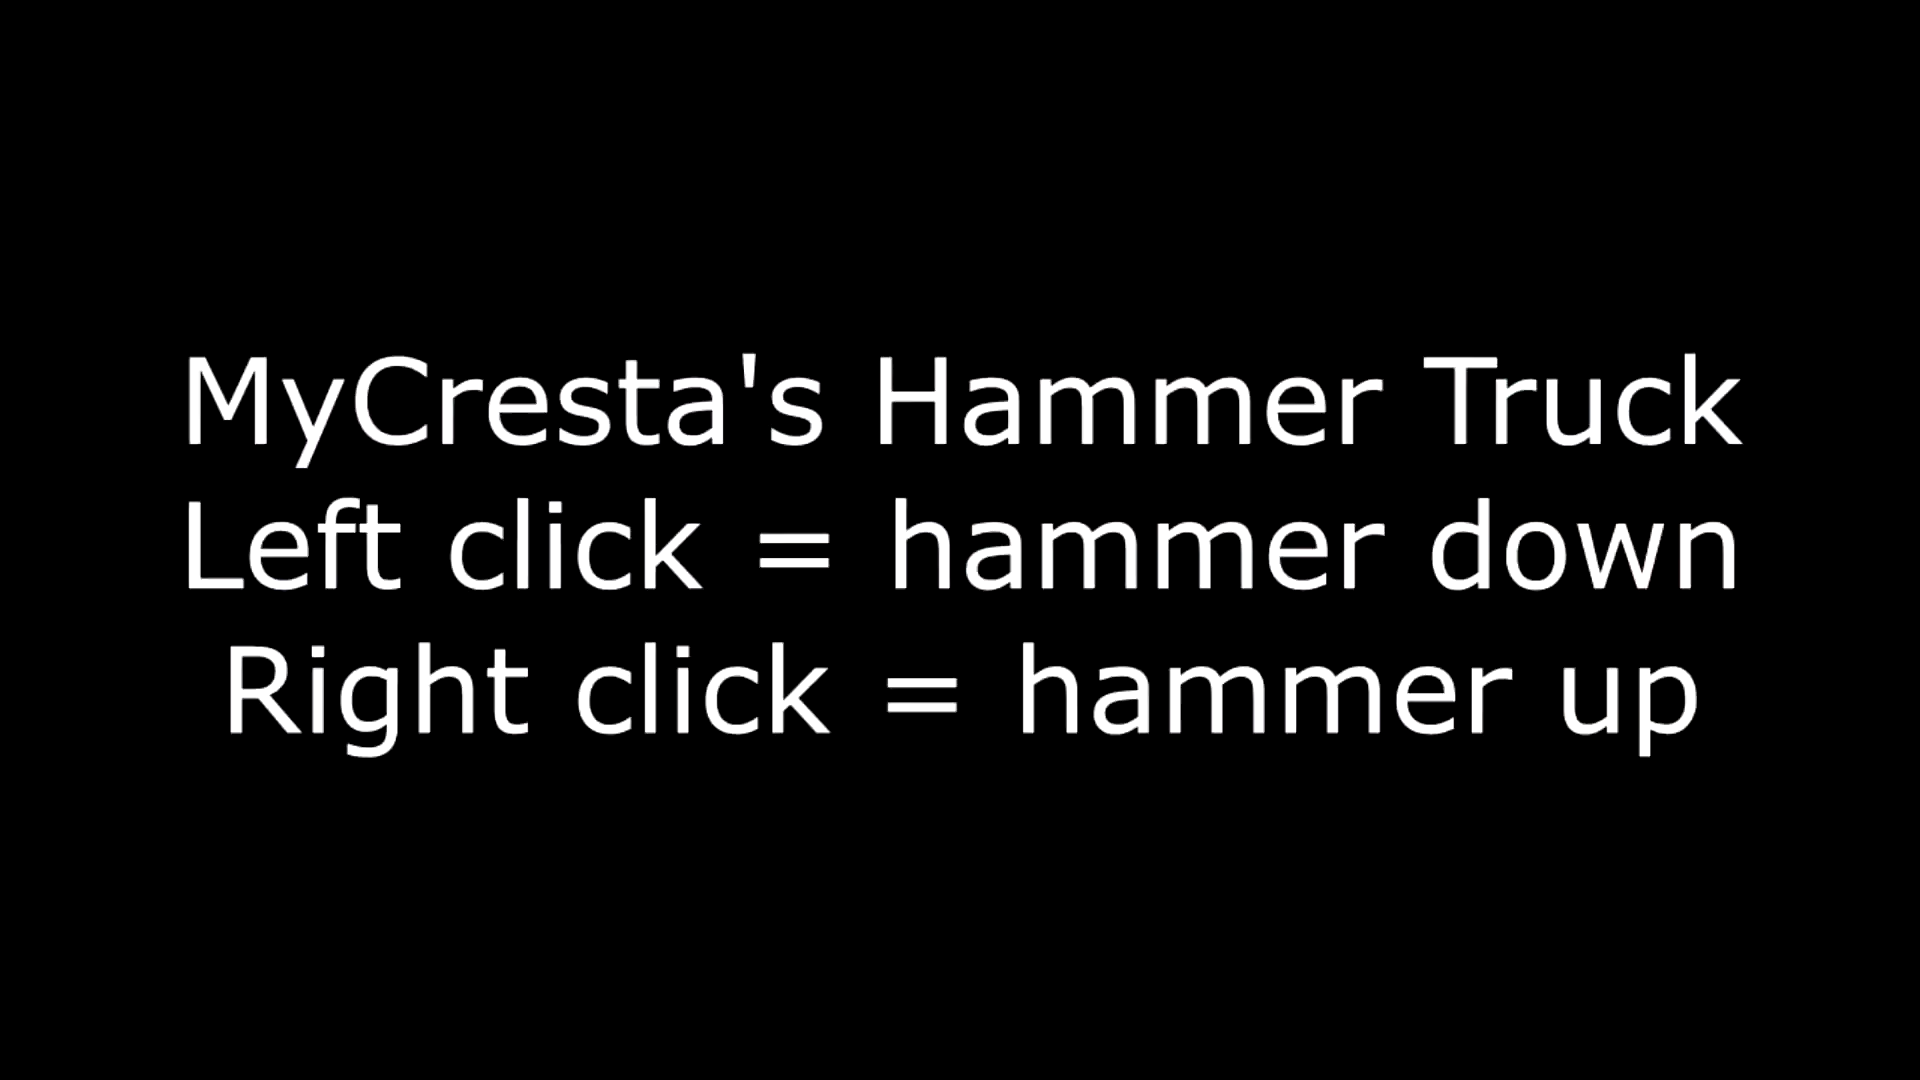 MyCresta's Hammer Truck
Left click = hammer down
Right click = hammer up